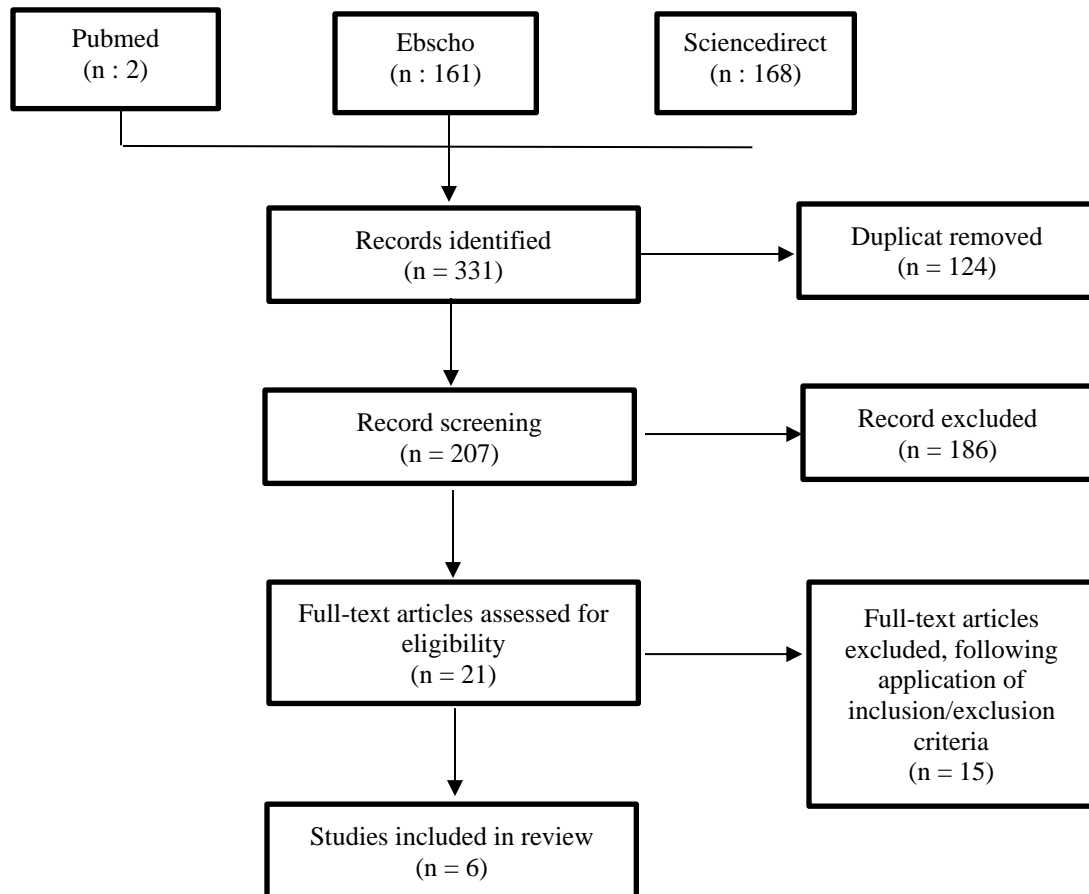 Pubmed
(n : 2)
Ebscho
(n : 161)
Sciencedirect
(n : 168)
Records identified
(n = 331)
Duplicat removed
(n = 124)
Record screening
(n = 207)
Record excluded
(n = 186)
Full-text articles assessed for
eligibility
(n = 21)
Full-text articles
excluded, following
application of
inclusion/exclusion
criteria
(n = 15)
Studies included in review
(n = 6)